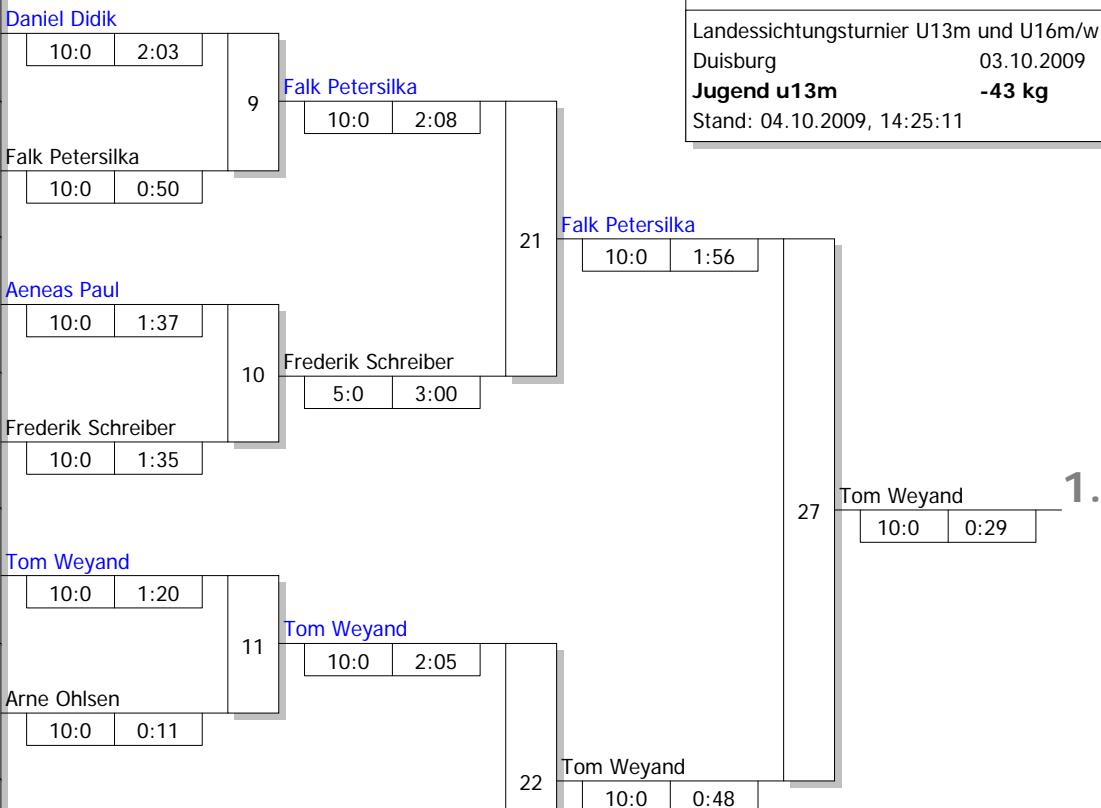 Daniel Didik
10:0 2:03
9
Falk Petersilka
10:0 2:08
Falk Petersilka
10:0 0:50
21
Falk Petersilka
10:0 1:56
Aeneas Paul
10:0 1:37
10
Frederik Schreiber
5:0 3:00
Frederik Schreiber
10:0 1:35
27
Tom Weyand
10:0 0:29
1.
Tom Weyand
10:0 1:20
11
Tom Weyand
10:0 2:05
Arne Ohlsen
10:0 0:11
22
Tom Weyand
10:0 0:48
Landessichtungsturnier U13m und U16m/w
Duisburg 03.10.2009
Jugend u13m -43 kg
Stand: 04.10.2009, 14:25:11